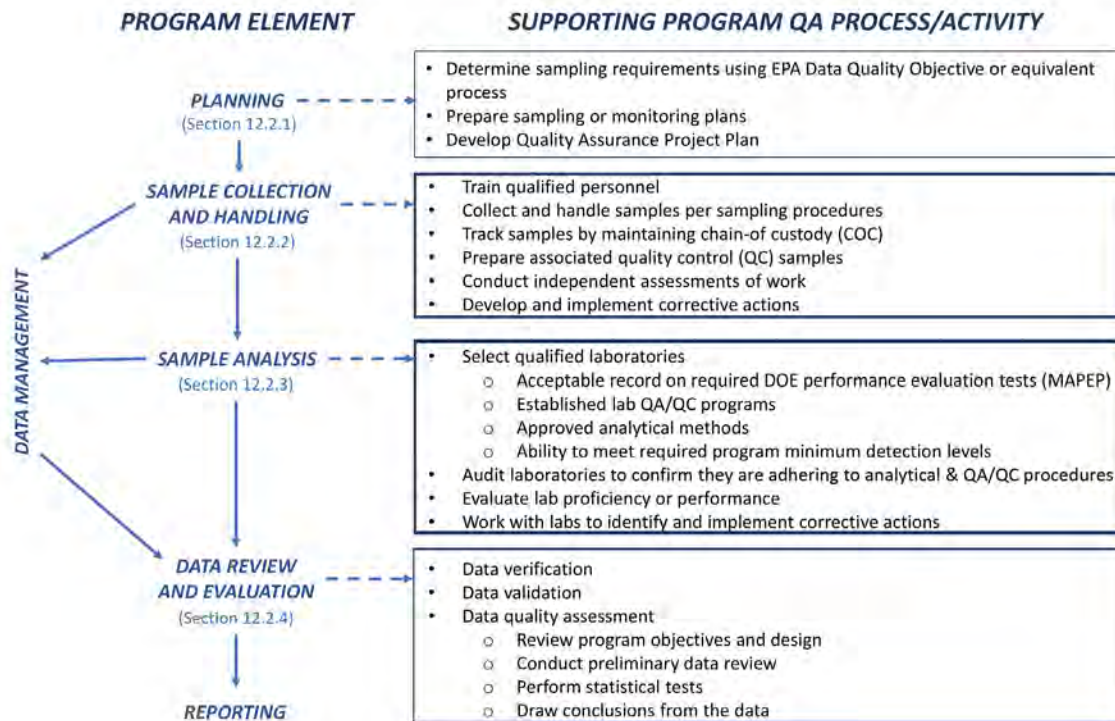 PROGRAM ELEMENT
SUPPORTING PROGRAM QA PROCESS/ACTIVITY
PLANNING
(Section 12.2.1)
• Determine sampling requirements using EPA Data Quality Objective or equivalent
process
• Prepare sampling or monitoring plans
• Develop Quality Assurance Project Plan
SAMPLE COLLECTION
AND HANDLING
(Section 12.2.2)
• Train qualified personnel
• Collect and handle samples per sampling procedures
• Track samples by maintaining chain-of custody (COC)
• Prepare associated quality control (QC) samples
• Conduct independent assessments of work
• Develop and implement corrective actions
DATA MANAGEMENT
SAMPLE ANALYSIS
(Section 12.2.3)
• Select qualified laboratories
o Acceptable record on required DOE performance evaluation tests (MAPEP)
o Established lab QA/QC programs
o Approved analytical methods
o Ability to meet required program minimum detection levels
• Audit laboratories to confirm they are adhering to analytical & QA/QC procedures
• Evaluate lab proficiency or performance
• Work with labs to identify and implement corrective actions
DATA REVIEW
AND EVALUATION
(Section 12.2.4)
• Data verification
• Data validation
• Data quality assessment
o Review program objectives and design
o Conduct preliminary data review
o Perform statistical tests
o Draw conclusions from the data
REPORTING